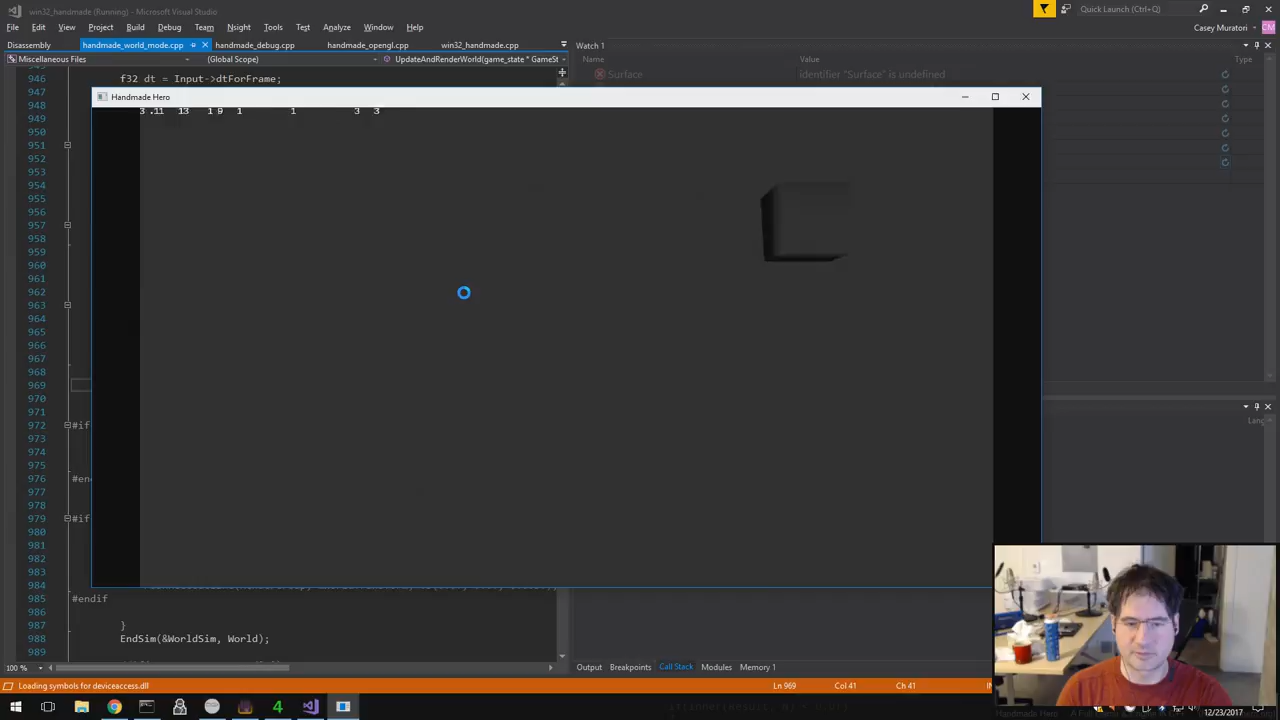 win32_handmade (Running) - Microsoft Visual Studio
Quick Launch (Ctrl+Q)
File Edit View Project Build Debug Team Nsight Tools Test Analyze Window Help
Casey Muratori CM
Disassembly handmade_world_mode.cpp handmade_debug.cpp handmade_opengl.cpp win32_handmade.cpp
Watch 1
Miscellaneous Files (Global Scope) UpdateAndRenderWorld(game_state * GameSt
Name Value Type
Surface identifier "Surface" is undefined
946 f32 dt = Input->dtForFrame;
947
Handmade Hero
948
949
950
951
952
953
954
955
956
957
958
959
960
961
962
963
964
965
966
967
968
969
970
971
972 #if
973
974
975
976 #en
977
978
979 #if
980
981
982
983
984
985 #endif
986
987 }
988 EndSim(&WorldSim, World);
989
3 .11 13 1 9 1 1 3 3
Lang
100 %
Output Breakpoints Call Stack Modules Memory 1
Loading symbols for deviceaccess.dll
Ln 969 Col 41 Ch 41 IN
Handmade Hero
12/23/2017